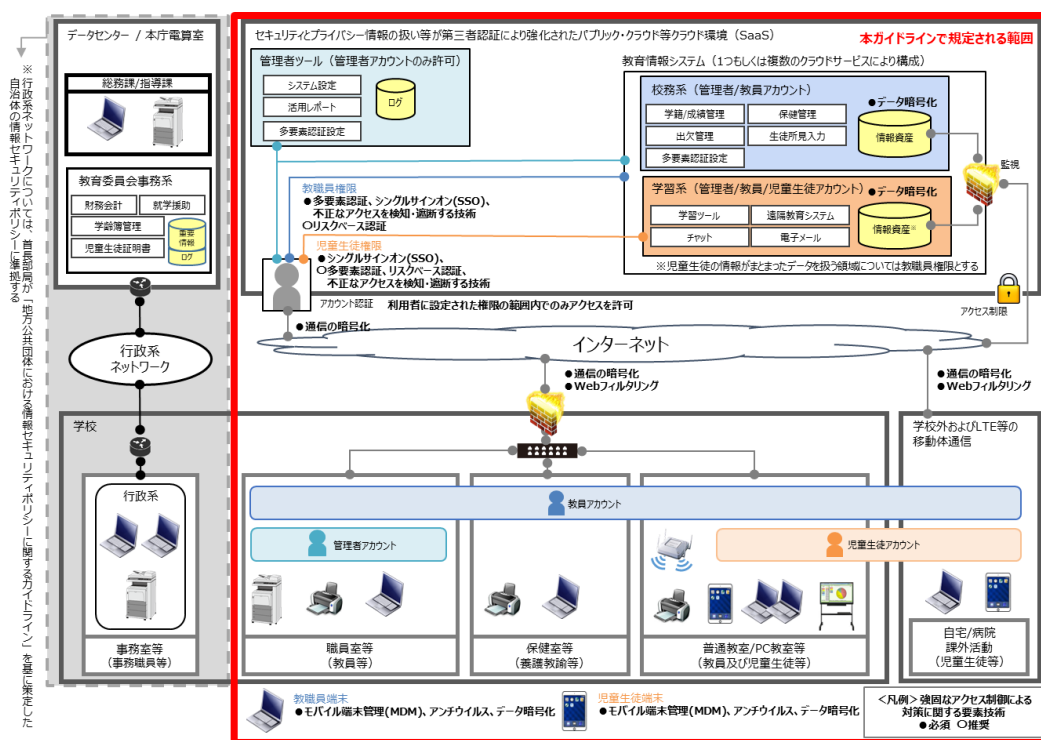 ※行政系ネットワークについては、首長部局が「地方公共団体における情報セキュリティポリシーに関するガイドライン」を基に策定した
自治体の情報セキュリティポリシーに準拠する
データセンター / 本庁電算室
総務課/指導課
教育委員会事務系
財務会計
就学援助
学齢簿管理
児童生徒証明書
重要
情報
ログ
行政系
ネットワーク
セキュリティとプライバシー情報の扱い等が第三者認証により強化されたパブリック・クラウド等クラウド環境（SaaS）
本ガイドラインで規定される範囲
管理者ツール（管理者アカウントのみ許可）
システム設定
活用レポート
多要素認証設定
ログ
教育情報システム（1つもしくは複数のクラウドサービスにより構成）
校務系（管理者/教員アカウント）
学籍/成績管理
保健管理
出欠管理
生徒所見入力
多要素認証設定
●データ暗号化
情報資産
監視
学習系（管理者/教員/児童生徒アカウント）
学習ツール
遠隔教育システム
チャット
電子メール
●データ暗号化
情報資産※
※児童生徒の情報がまとまったデータを扱う領域については教職員権限とする
教職員権限
●多要素認証、シングルサインオン(SSO)、
不正なアクセスを検知・遮断する技術
〇リスクベース認証
児童生徒権限
●シングルサインオン(SSO)、
〇多要素認証、リスクベース認証、
不正なアクセスを検知・遮断する技術
アカウント認証
利用者に設定された権限の範囲内でのみアクセスを許可
アクセス制限
●通信の暗号化
インターネット
●通信の暗号化
●Webフィルタリング
●通信の暗号化
●Webフィルタリング
学校
行政系
事務室等
（事務職員等）
教員アカウント
管理者アカウント
児童生徒アカウント
職員室等
（教員等）
保健室等
（養護教諭等）
普通教室/PC教室等
（教員及び児童生徒等）
学校外およびLTE等の
移動体通信
自宅/病院
課外活動
（児童生徒等）
教職員端末
●モバイル端末管理(MDM)、アンチウイルス、データ暗号化
児童生徒端末
●モバイル端末管理(MDM)、アンチウイルス、データ暗号化
＜凡例＞強固なアクセス制御による
対策に関する要素技術
●必須　〇推奨